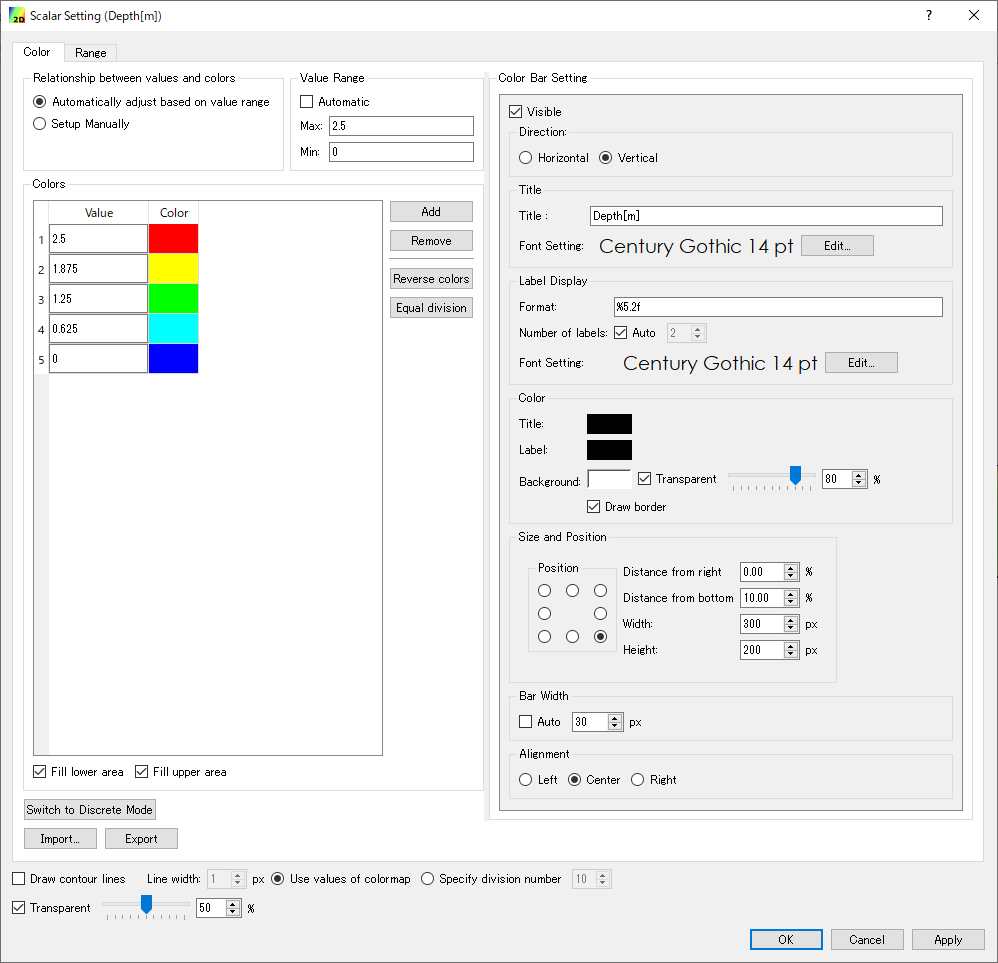 2D Scalar Setting (Depth[m])
?
Color Range
Relationship between values and colors
Automatically adjust based on value range
Setup Manually
Value Range
Automatic
Max: 2.5
Min: 0
Colors
Value Color
1 2.5
2 1.875
3 1.25
4 0.625
5 0
Add
Remove
Reverse colors
Equal division
Fill lower area Fill upper area
Switch to Discrete Mode
Import... Export
Color Bar Setting
Visible
Direction:
Horizontal Vertical
Title
Title : Depth[m]
Font Setting: Century Gothic 14 pt Edit...
Label Display
Format: %5.2f
Number of labels: Auto 2
Font Setting: Century Gothic 14 pt Edit...
Color
Title:
Label:
Background: Transparent 80 %
Draw border
Size and Position
Position
Distance from right 0.00 %
Distance from bottom 10.00 %
Width: 300 px
Height: 200 px
Bar Width
Auto 30 px
Alignment
Left Center Right
Draw contour lines Line width: 1 px Use values of colormap Specify division number 10
Transparent 50 %
OK Cancel Apply